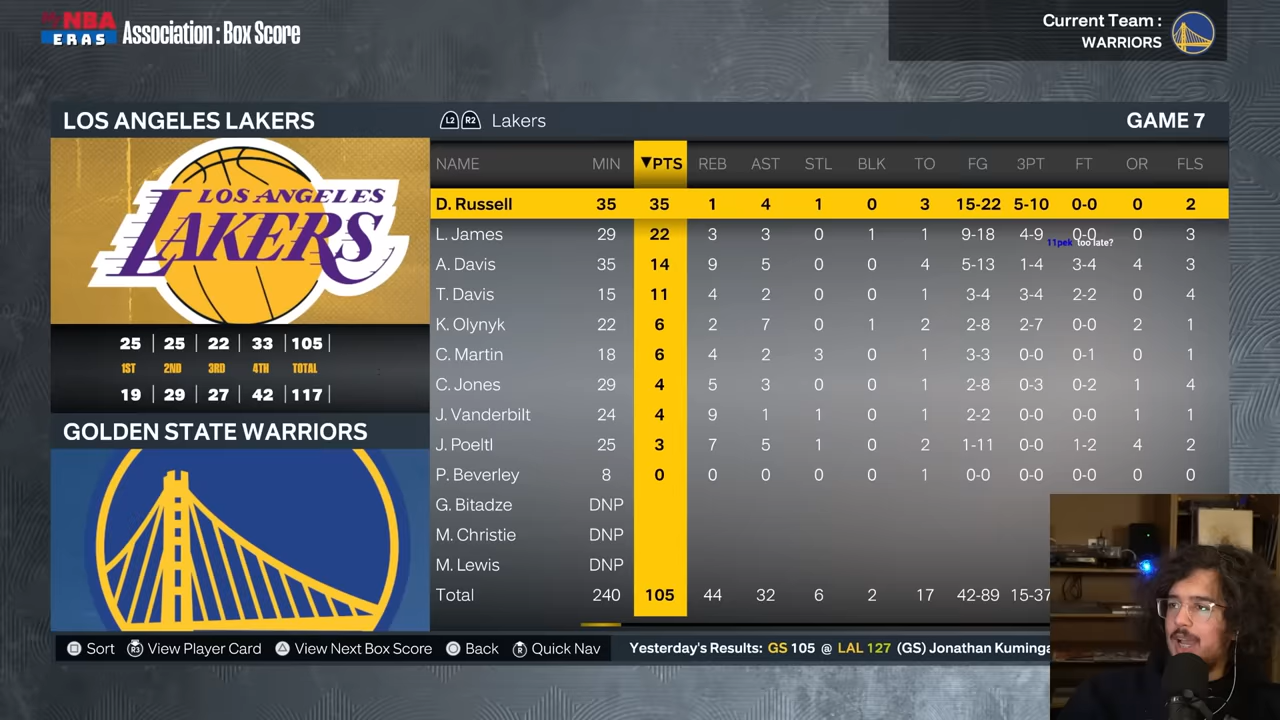 NBA
ERAS
Association : Box Score
Current Team :
WARRIORS
LOS ANGELES LAKERS
LOS ANGELES
LAKERS
25 | 25 | 22 | 33 | 105 |
1ST 2ND 3RD 4TH TOTAL
19 | 29 | 27 | 42 | 117 |
GOLDEN STATE WARRIORS
L2 R2 Lakers GAME 7
NAME MIN ▼PTS REB AST STL BLK TO FG 3PT FT OR FLS
D. Russell 35 35 1 4 1 0 3 15-22 5-10 0-0 0 2
L. James 29 22 3 3 0 1 1 9-18 4-9 0-0 0 3
11pek too late?
A. Davis 35 14 9 5 0 0 4 5-13 1-4 3-4 4 3
T. Davis 15 11 4 2 0 0 1 3-4 3-4 2-2 0 4
K. Olynyk 22 6 2 7 0 1 2 2-8 2-7 0-0 2 1
C. Martin 18 6 4 2 3 0 1 3-3 0-0 0-1 0 1
C. Jones 29 4 5 3 0 0 1 2-8 0-3 0-2 1 4
J. Vanderbilt 24 4 9 1 1 0 1 2-2 0-0 0-0 1 1
J. Poeltl 25 3 7 5 1 0 2 1-11 0-0 1-2 4 2
P. Beverley 8 0 0 0 0 0 1 0-0 0-0 0-0 0 0
G. Bitadze DNP
M. Christie DNP
M. Lewis DNP
Total 240 105 44 32 6 2 17 42-89 15-37
Sort R3 View Player Card View Next Box Score Back R Quick Nav Yesterday's Results: GS 105 @ LAL 127 (GS) Jonathan Kuminga